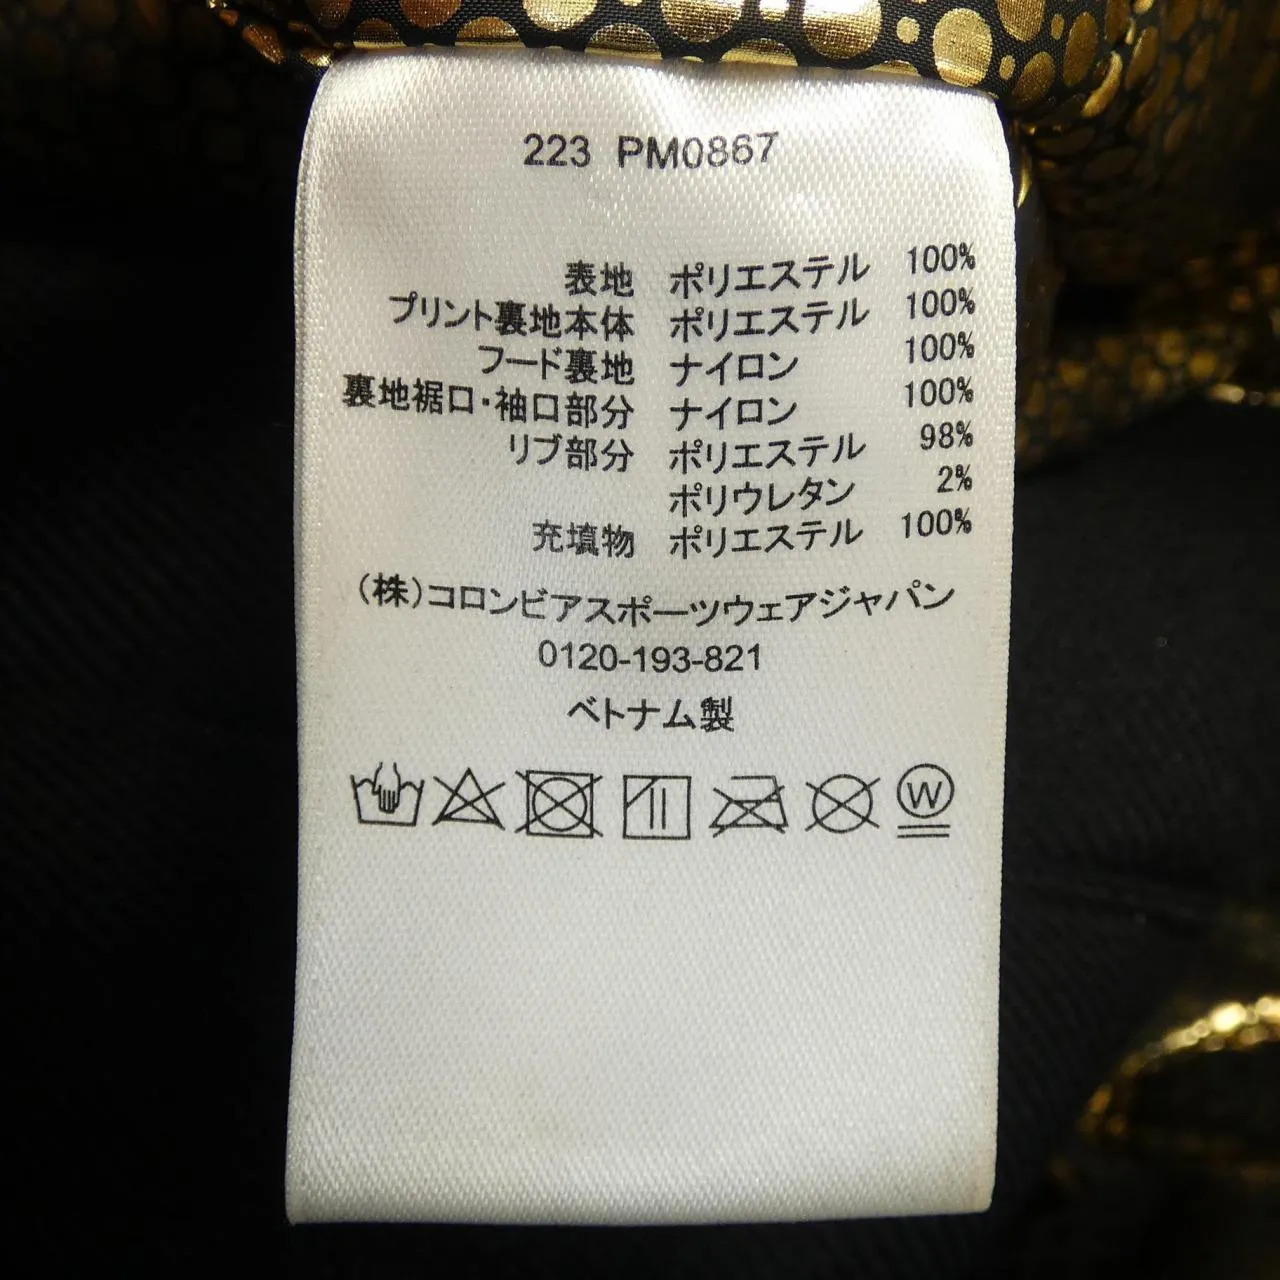 223 PM0867
表地 ポリエステル 100%
プリント裏地本体 ポリエステル 100%
フード裏地 ナイロン 100%
裏地裾口・袖口部分 ナイロン 100%
リブ部分 ポリエステル 98%
ポリウレタン 2%
充填物 ポリエステル 100%
(株)コロンビアスポーツウェアジャパン
0120-193-821
ベトナム製
W